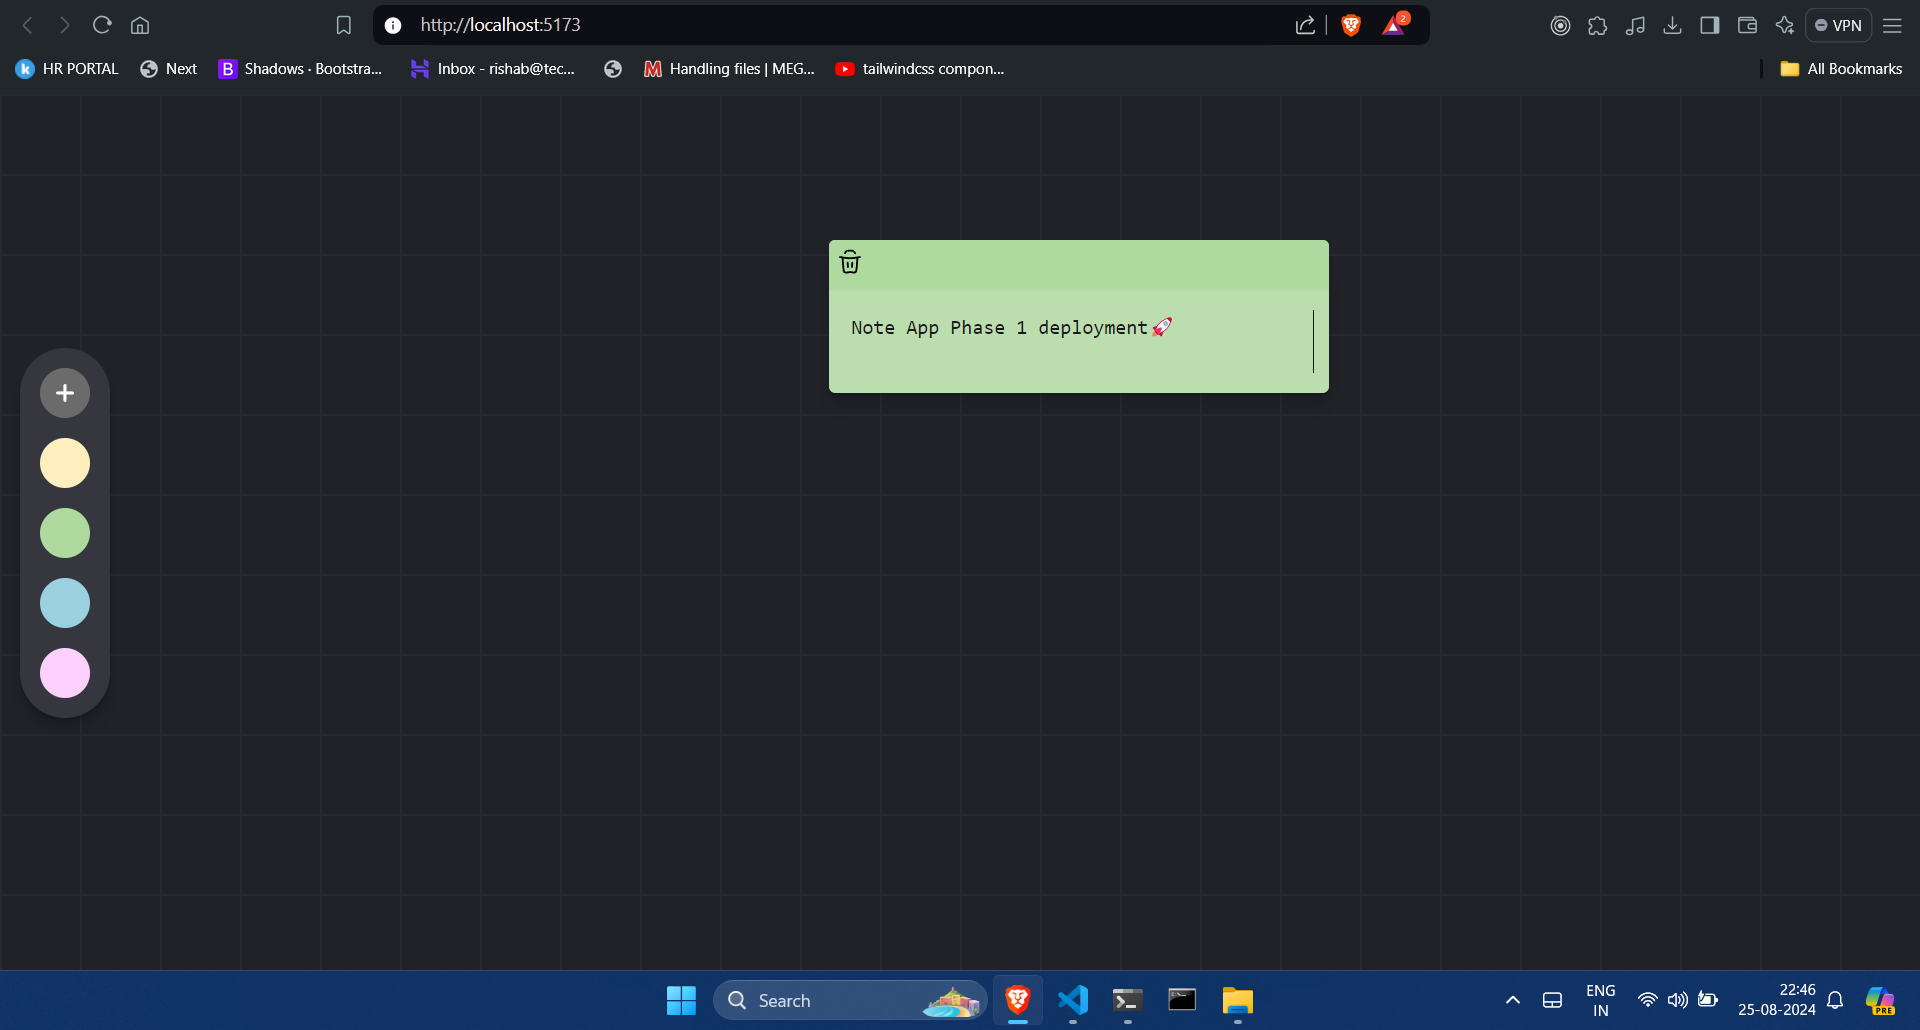 http://localhost:5173
2
VPN
HR PORTAL
Next
B
Shadows · Bootstra...
Inbox - rishab@tec...
M
Handling files | MEG...
tailwindcss compon...
All Bookmarks
Note App Phase 1 deployment🚀
Search
ENG
IN
22:46
25-08-2024
PRE